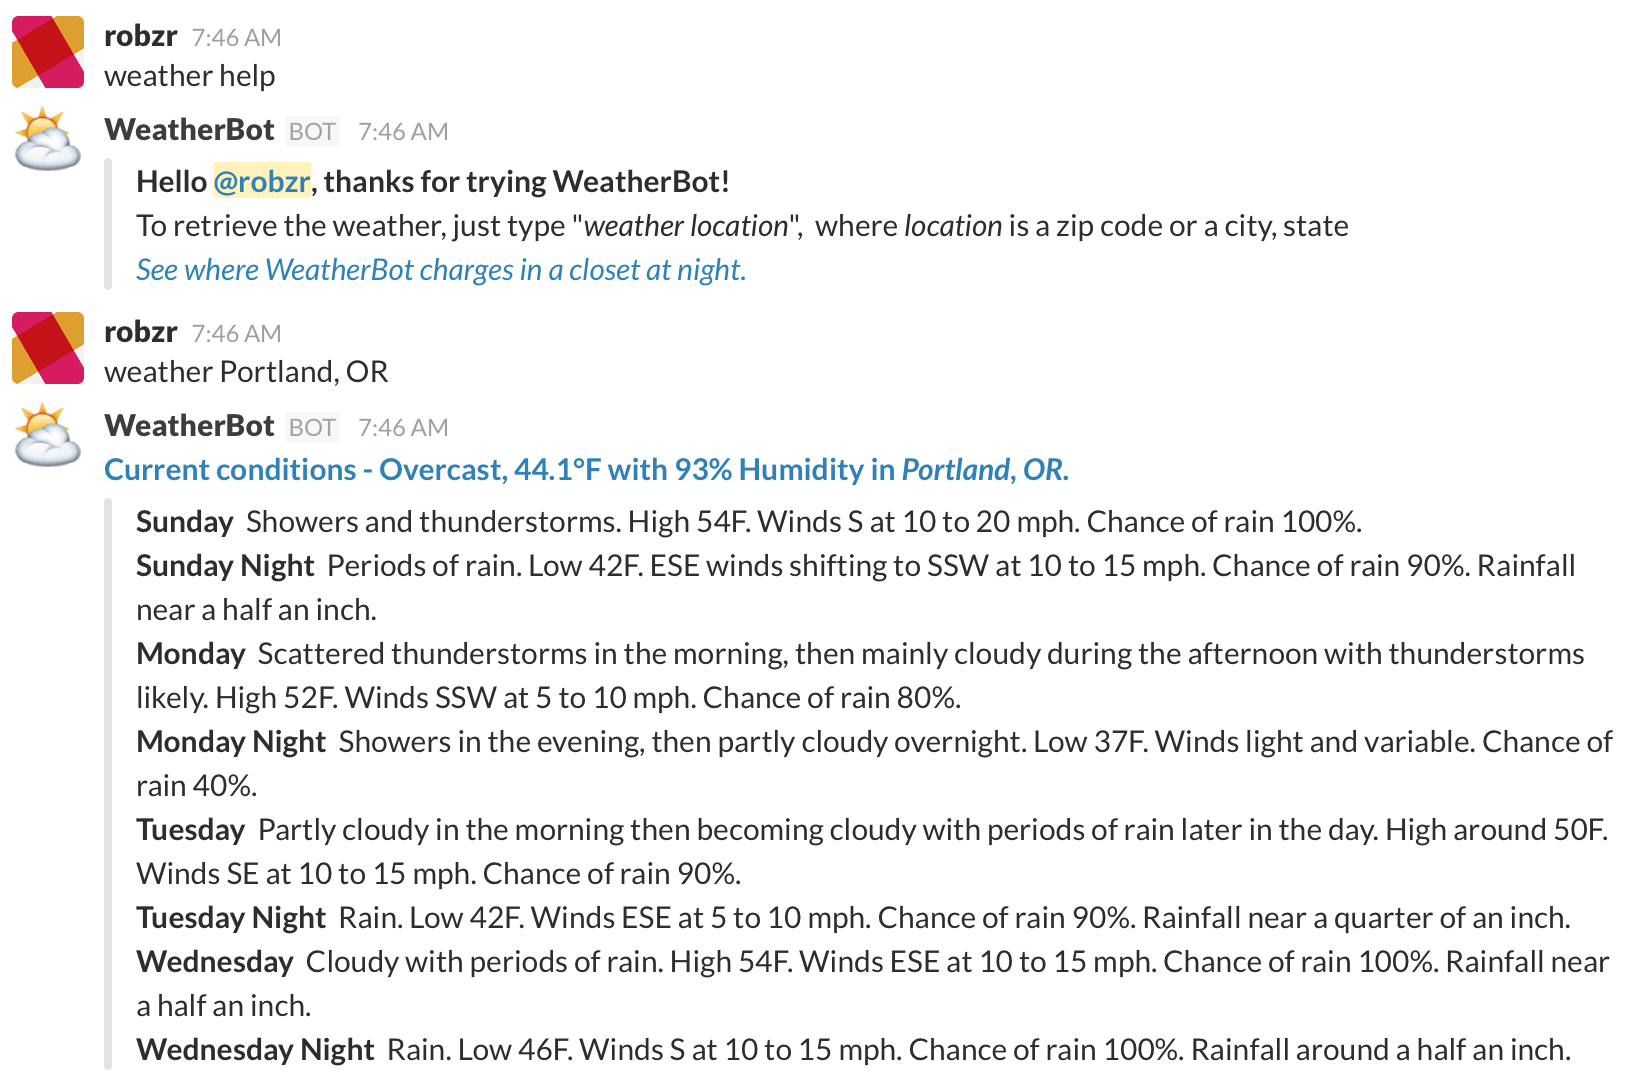 robzr 7:46 AM
weather help
WeatherBot BOT 7:46 AM
Hello @robzr, thanks for trying WeatherBot!
To retrieve the weather, just type "weather location",  where location is a zip code or a city, state
See where WeatherBot charges in a closet at night.
robzr 7:46 AM
weather Portland, OR
WeatherBot BOT 7:46 AM
Current conditions - Overcast, 44.1°F with 93% Humidity in Portland, OR.
Sunday  Showers and thunderstorms. High 54F. Winds S at 10 to 20 mph. Chance of rain 100%.
Sunday Night  Periods of rain. Low 42F. ESE winds shifting to SSW at 10 to 15 mph. Chance of rain 90%. Rainfall
near a half an inch.
Monday  Scattered thunderstorms in the morning, then mainly cloudy during the afternoon with thunderstorms
likely. High 52F. Winds SSW at 5 to 10 mph. Chance of rain 80%.
Monday Night  Showers in the evening, then partly cloudy overnight. Low 37F. Winds light and variable. Chance of
rain 40%.
Tuesday  Partly cloudy in the morning then becoming cloudy with periods of rain later in the day. High around 50F.
Winds SE at 10 to 15 mph. Chance of rain 90%.
Tuesday Night  Rain. Low 42F. Winds ESE at 5 to 10 mph. Chance of rain 90%. Rainfall near a quarter of an inch.
Wednesday  Cloudy with periods of rain. High 54F. Winds ESE at 10 to 15 mph. Chance of rain 100%. Rainfall near
a half an inch.
Wednesday Night  Rain. Low 46F. Winds S at 10 to 15 mph. Chance of rain 100%. Rainfall around a half an inch.